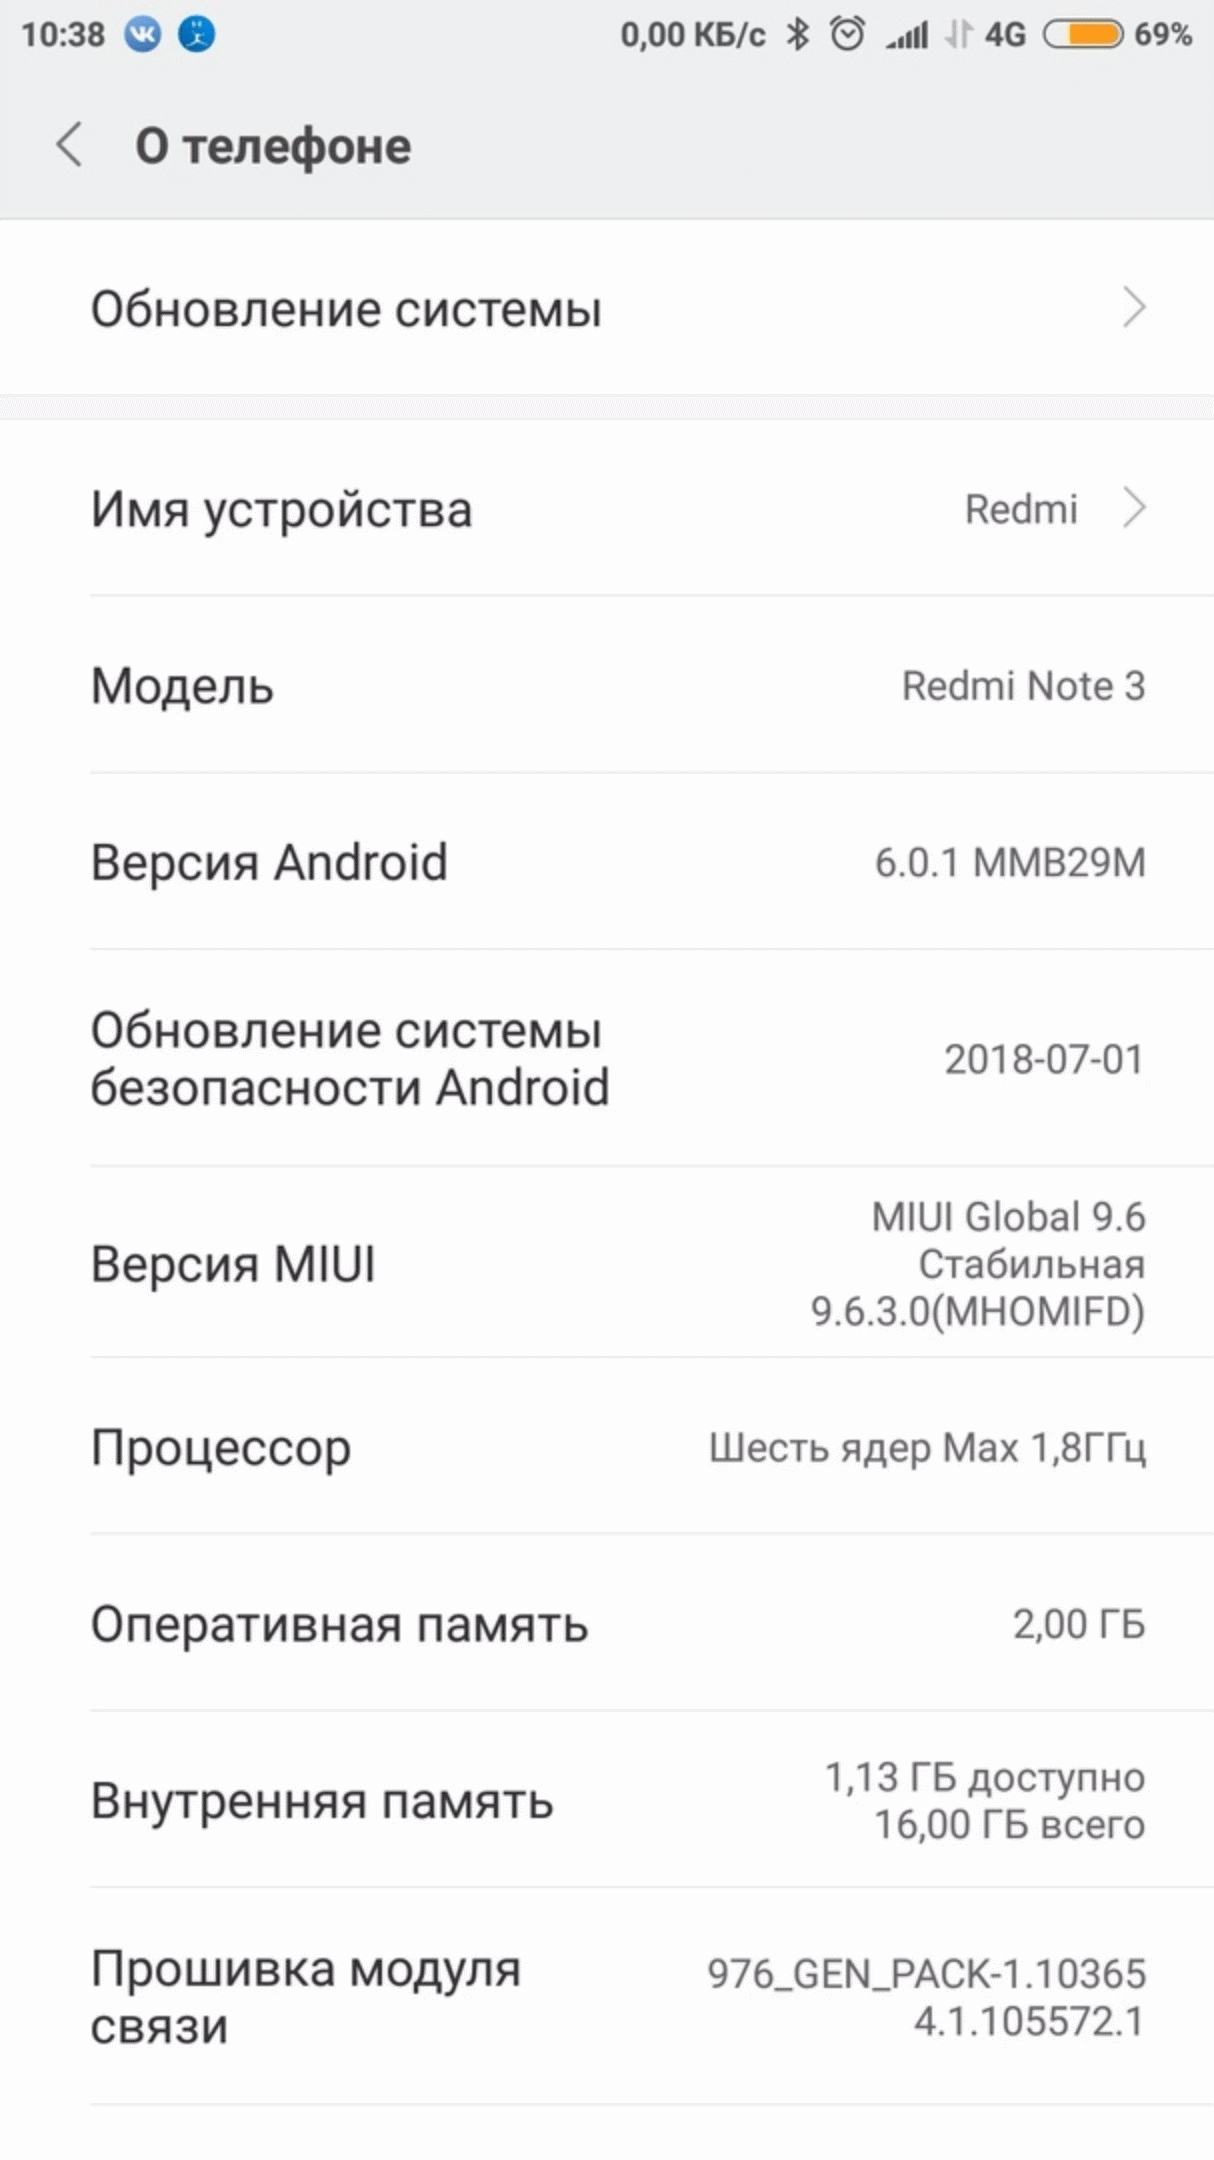 10:38 0,00 КБ/с 4G 69%
О телефоне
Обновление системы
Имя устройства Redmi
Модель Redmi Note 3
Версия Android 6.0.1 MMB29M
Обновление системы
безопасности Android 2018-07-01
Версия MIUI MIUI Global 9.6
Стабильная
9.6.3.0(MHOMIFD)
Процессор Шесть ядер Max 1,8ГГц
Оперативная память 2,00 ГБ
Внутренняя память 1,13 ГБ доступно
16,00 ГБ всего
Прошивка модуля 976_GEN_PACK-1.10365
связи 4.1.105572.1